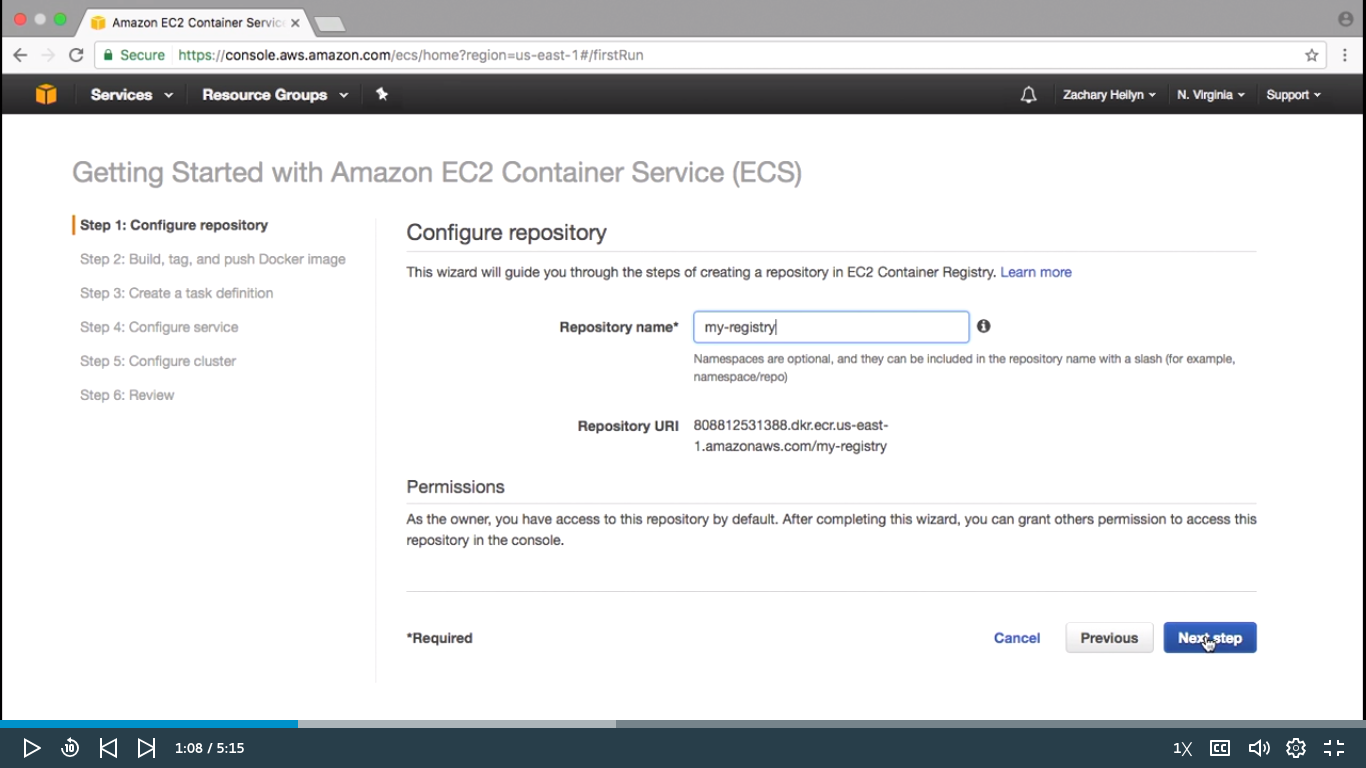 Amazon EC2 Container Servic
Secure https://console.aws.amazon.com/ecs/home?region=us-east-1#/firstRun
Services Resource Groups Zachary Heilyn N. Virginia Support
Getting Started with Amazon EC2 Container Service (ECS)
Step 1: Configure repository
Step 2: Build, tag, and push Docker image
Step 3: Create a task definition
Step 4: Configure service
Step 5: Configure cluster
Step 6: Review
Configure repository
This wizard will guide you through the steps of creating a repository in EC2 Container Registry. Learn more
Repository name* my-registry
Namespaces are optional, and they can be included in the repository name with a slash (for example,
namespace/repo)
Repository URI 808812531388.dkr.ecr.us-east-
1.amazonaws.com/my-registry
Permissions
As the owner, you have access to this repository by default. After completing this wizard, you can grant others permission to access this
repository in the console.
*Required Cancel Previous Next step
10 1:08 / 5:15 1X CC